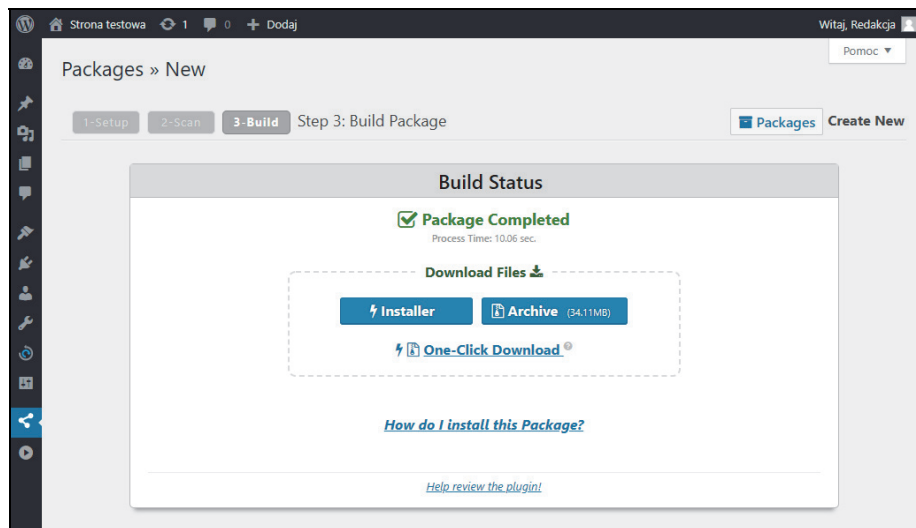 Strona testowa 1 0 + Dodaj Witaj, Redakcja
Pomoc ▼
Packages » New
1-Setup 2-Scan 3-Build Step 3: Build Package Packages Create New
Build Status
Package Completed
Process Time: 10.06 sec.
Download Files
Installer Archive (34.11MB)
One-Click Download ?
How do I install this Package?
Help review the plugin!